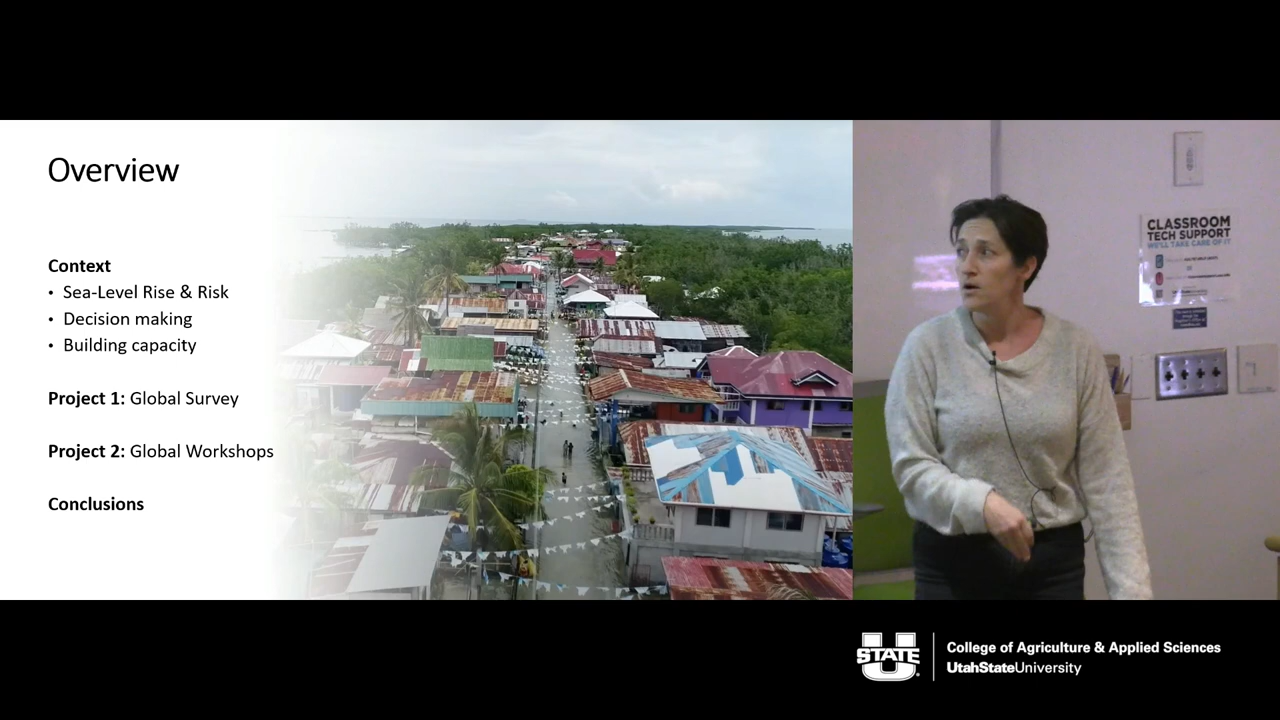 Overview
Context
• Sea-Level Rise & Risk
• Decision making
• Building capacity
Project 1: Global Survey
Project 2: Global Workshops
Conclusions
CLASSROOM
TECH SUPPORT
WE'LL TAKE CARE OF IT
U
STATE
College of Agriculture & Applied Sciences
UtahStateUniversity